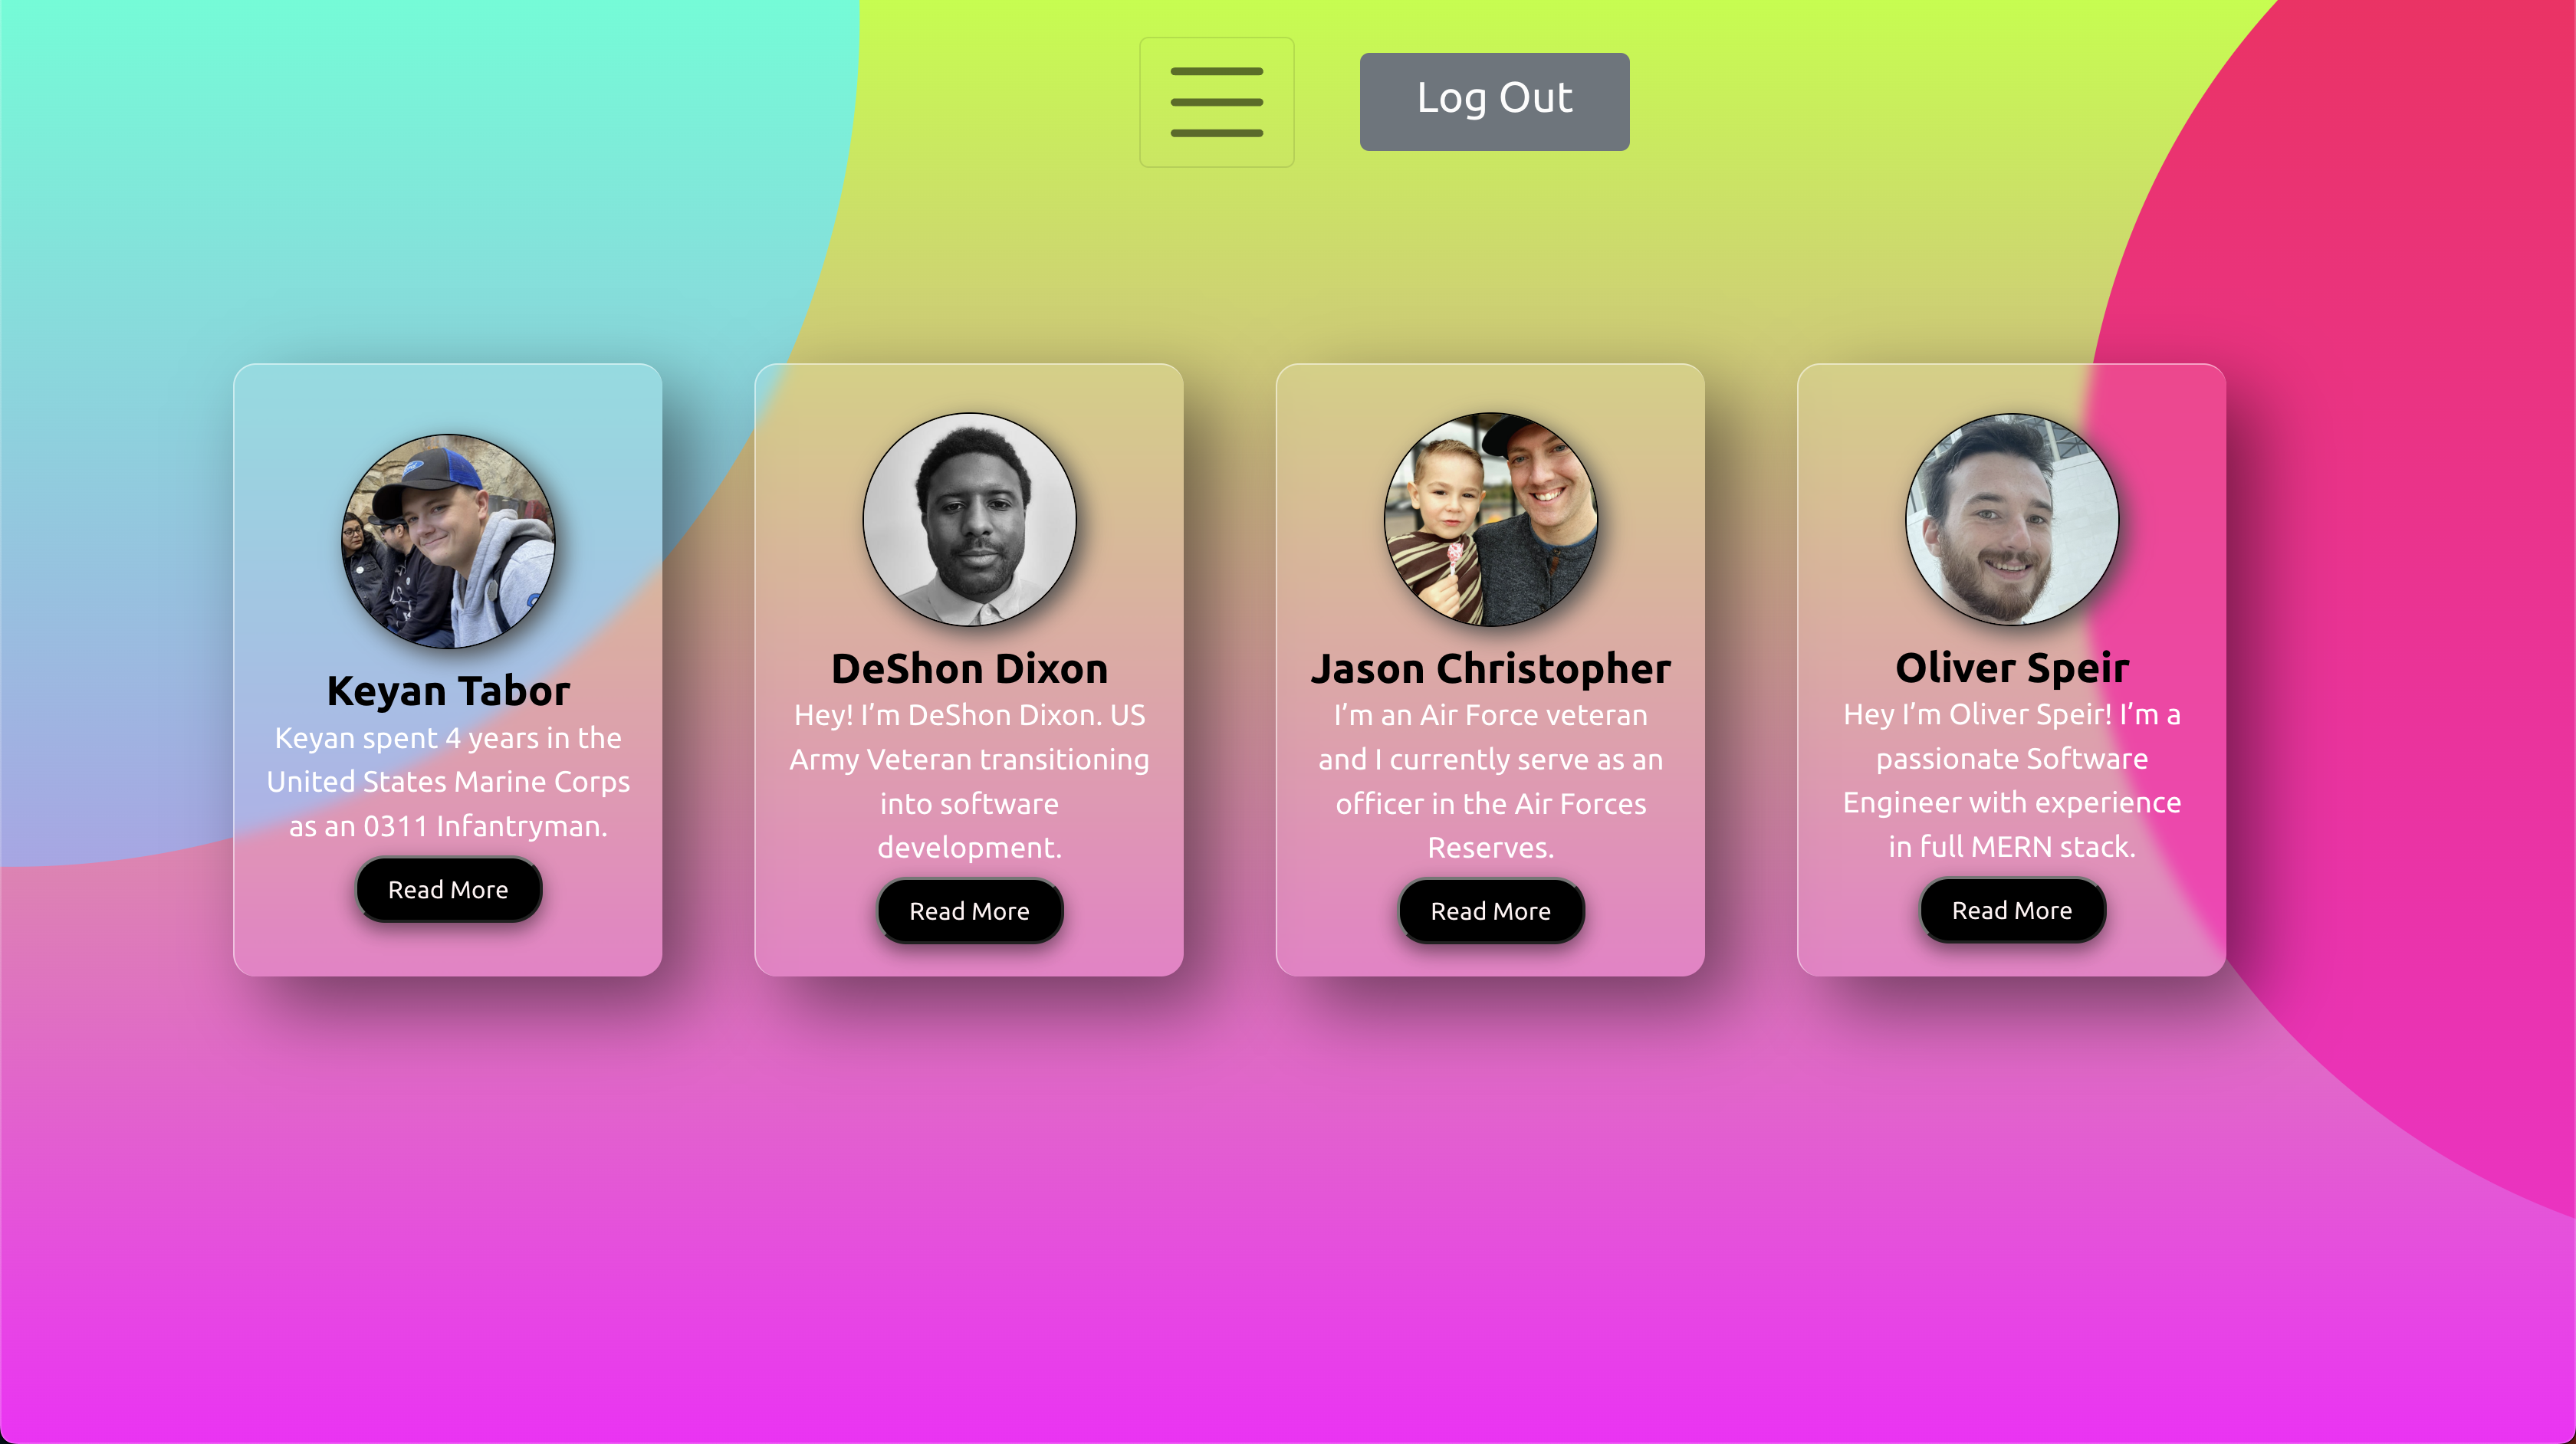 Log Out
Keyan Tabor
Keyan spent 4 years in the
United States Marine Corps
as an 0311 Infantryman.
Read More
DeShon Dixon
Hey! I’m DeShon Dixon. US
Army Veteran transitioning
into software
development.
Read More
Jason Christopher
I’m an Air Force veteran
and I currently serve as an
officer in the Air Forces
Reserves.
Read More
Oliver Speir
Hey I’m Oliver Speir! I’m a
passionate Software
Engineer with experience
in full MERN stack.
Read More